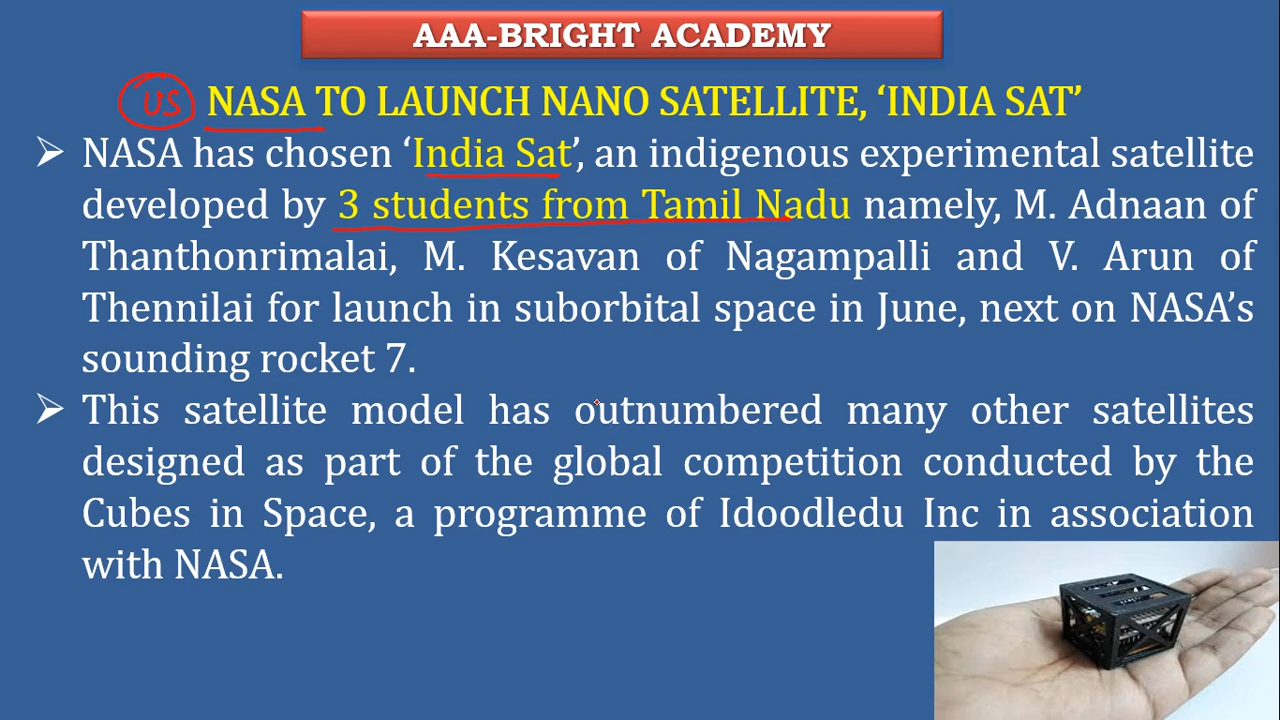 AAA-BRIGHT ACADEMY
US NASA TO LAUNCH NANO SATELLITE, ‘INDIA SAT’
➢ NASA has chosen ‘India Sat’, an indigenous experimental satellite
developed by 3 students from Tamil Nadu namely, M. Adnaan of
Thanthonrimalai, M. Kesavan of Nagampalli and V. Arun of
Thennilai for launch in suborbital space in June, next on NASA’s
sounding rocket 7.
➢ This satellite model has outnumbered many other satellites
designed as part of the global competition conducted by the
Cubes in Space, a programme of Idoodledu Inc in association
with NASA.